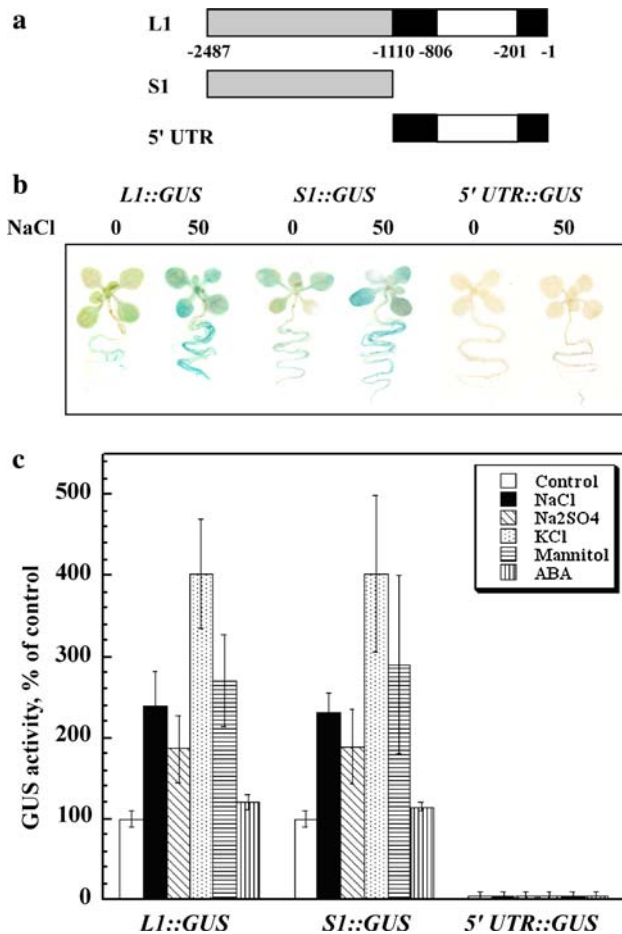 a
L1
-2487 -1110 -806 -201 -1
S1
5' UTR
b
L1::GUS S1::GUS 5' UTR::GUS
NaCl 0 50 0 50 0 50
c
Control
NaCl
Na2SO4
KCl
Mannitol
ABA
GUS activity, % of control
500
400
300
200
100
0
L1::GUS S1::GUS 5' UTR::GUS